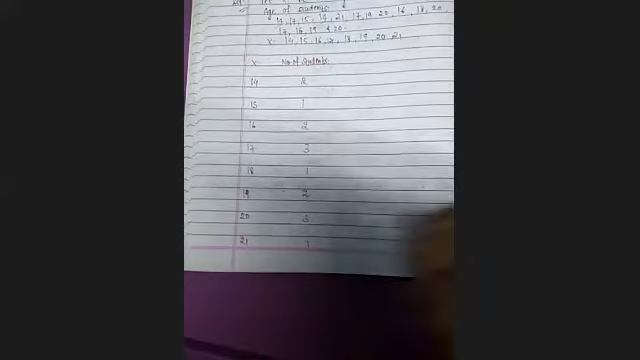 Age of students
14, 17, 15, 19, 21, 17, 19 20, 16, 18, 20
17, 16, 19 & 20.
X- 14, 15, 16, 17, 18, 19, 20 21
X No. of Students
14 2
15 1
16 2
17 3
18 1
19 2
20 3
21 1